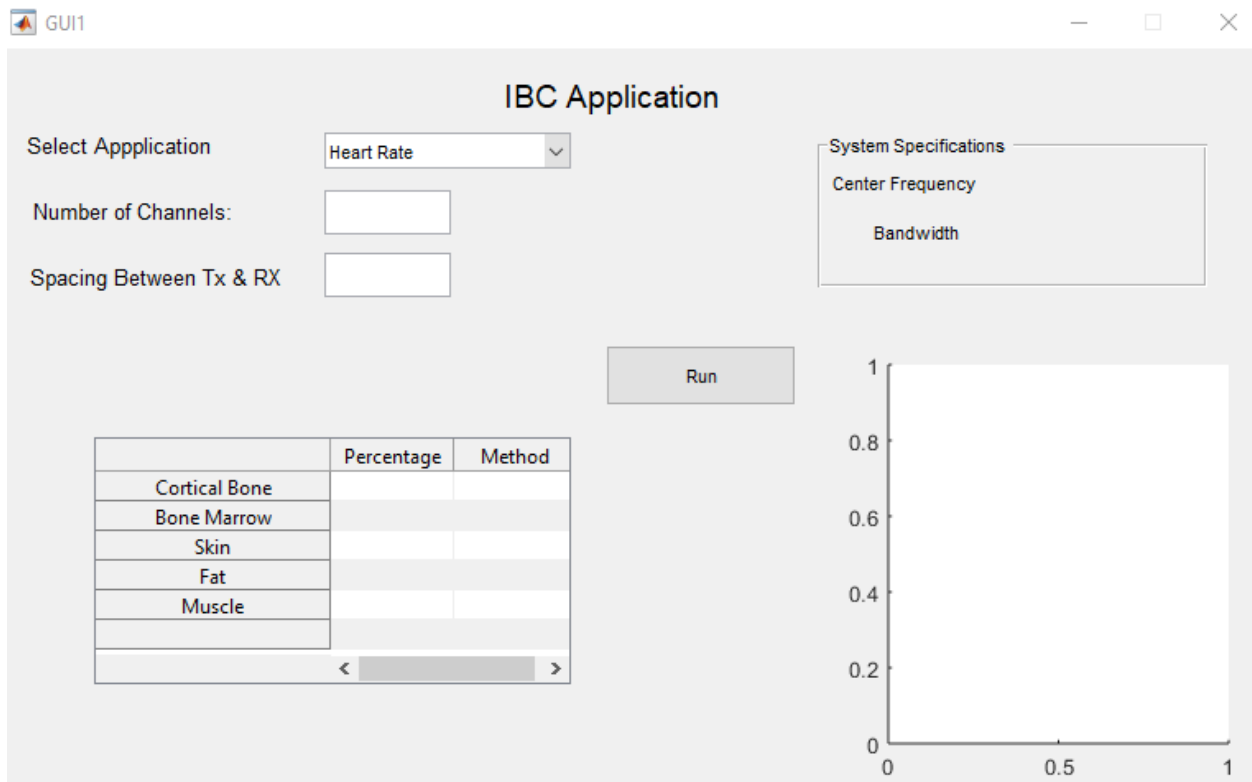 GUI1
IBC Application
Select Appplication
Heart Rate
Number of Channels:
Spacing Between Tx & RX
System Specifications
Center Frequency
Bandwidth
Run
Percentage Method
Cortical Bone
Bone Marrow
Skin
Fat
Muscle
1
0.8
0.6
0.4
0.2
0
0 0.5 1